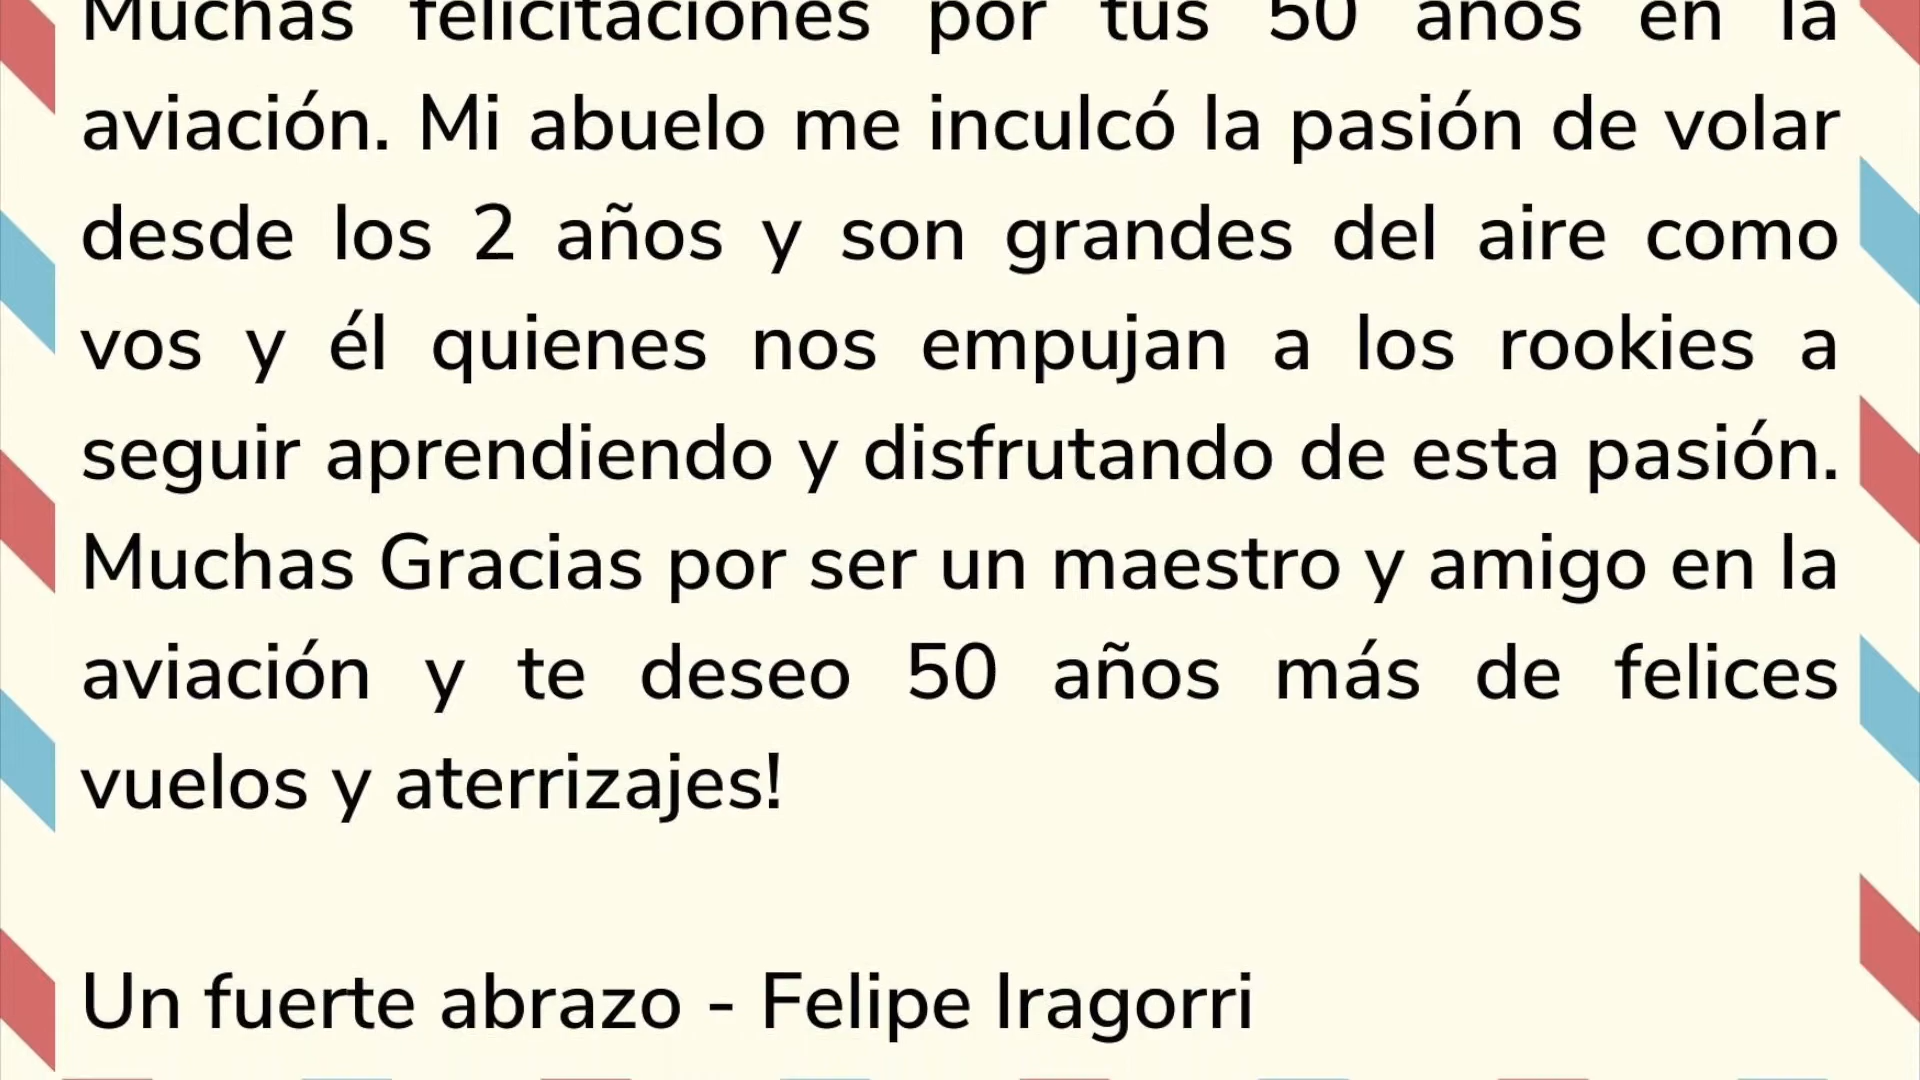 Muchas felicitaciones por tus 50 años en la
aviación. Mi abuelo me inculcó la pasión de volar
desde los 2 años y son grandes del aire como
vos y él quienes nos empujan a los rookies a
seguir aprendiendo y disfrutando de esta pasión.
Muchas Gracias por ser un maestro y amigo en la
aviación y te deseo 50 años más de felices
vuelos y aterrizajes!
Un fuerte abrazo - Felipe Iragorri